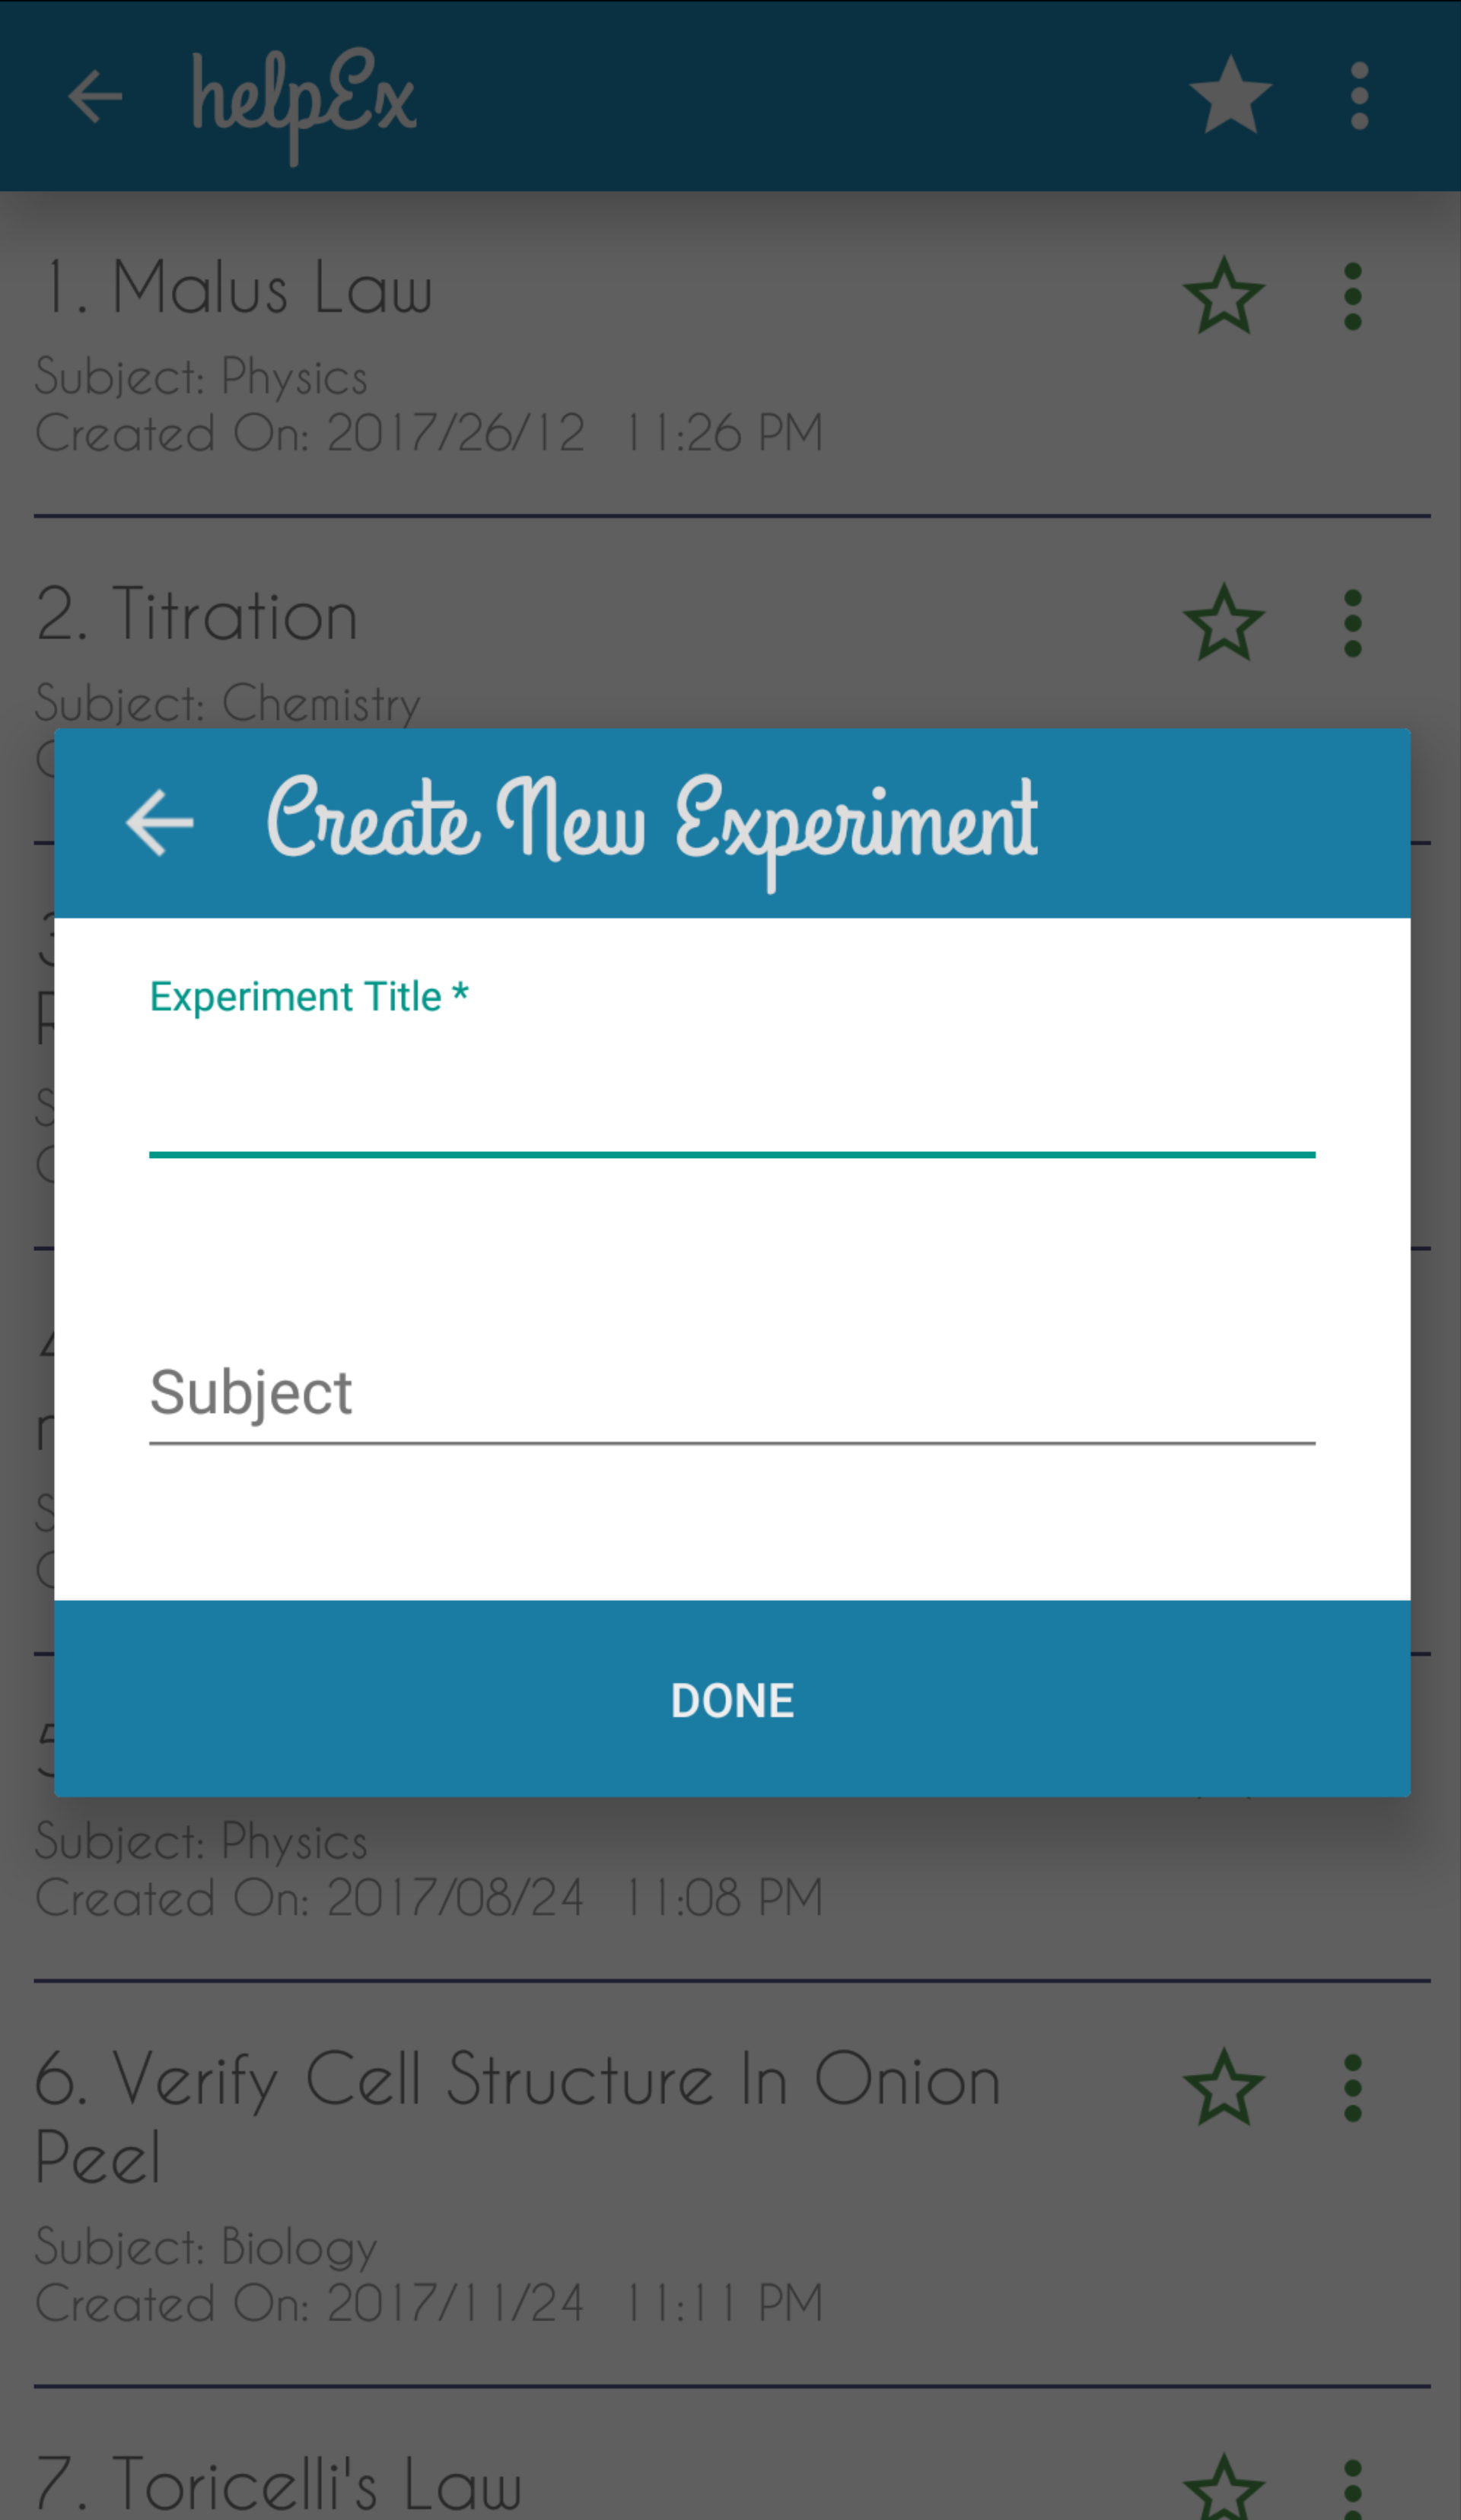 helpEx
1. Malus Law
Subject: Physics
Created On: 2017/26/12 11:26 PM
2. Titration
Subject: Chemistry
Create New Experiment
Experiment Title *
Subject
DONE
Subject: Physics
Created On: 2017/08/24 11:08 PM
6. Verify Cell Structure In Onion
Peel
Subject: Biology
Created On: 2017/11/24 11:11 PM
7. Toricelli's Law